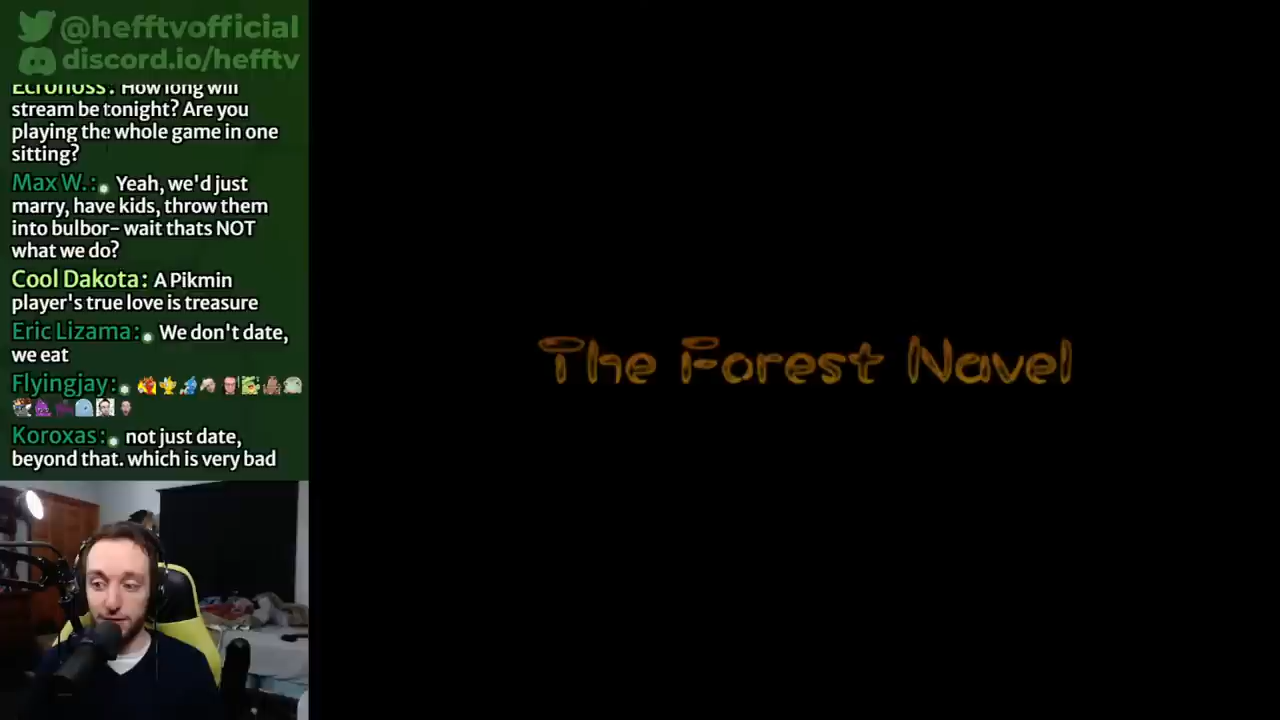 @hefftvofficial
discord.io/hefftv
Ecronoss: How long will
stream be tonight? Are you
playing the whole game in one
sitting?
Max W.: Yeah, we'd just
marry, have kids, throw them
into bulbor- wait thats NOT
what we do?
Cool Dakota: A Pikmin
player's true love is treasure
Eric Lizama: We don't date,
we eat
Flyingjay:
Koroxas: not just date,
beyond that. which is very bad
The Forest Navel